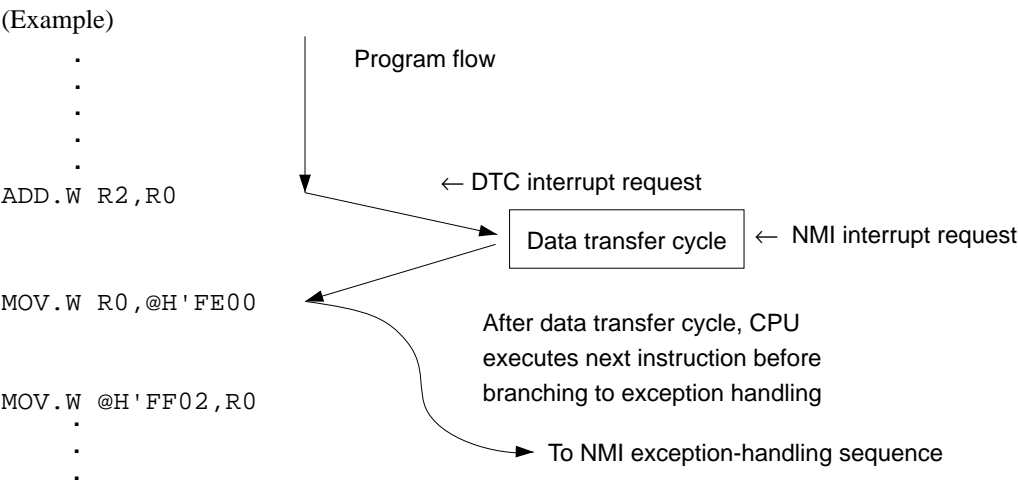 (Example)
Program flow
ADD.W R2,R0
← DTC interrupt request
Data transfer cycle
← NMI interrupt request
MOV.W R0,@H'FE00
After data transfer cycle, CPU
executes next instruction before
branching to exception handling
MOV.W @H'FF02,R0
To NMI exception-handling sequence